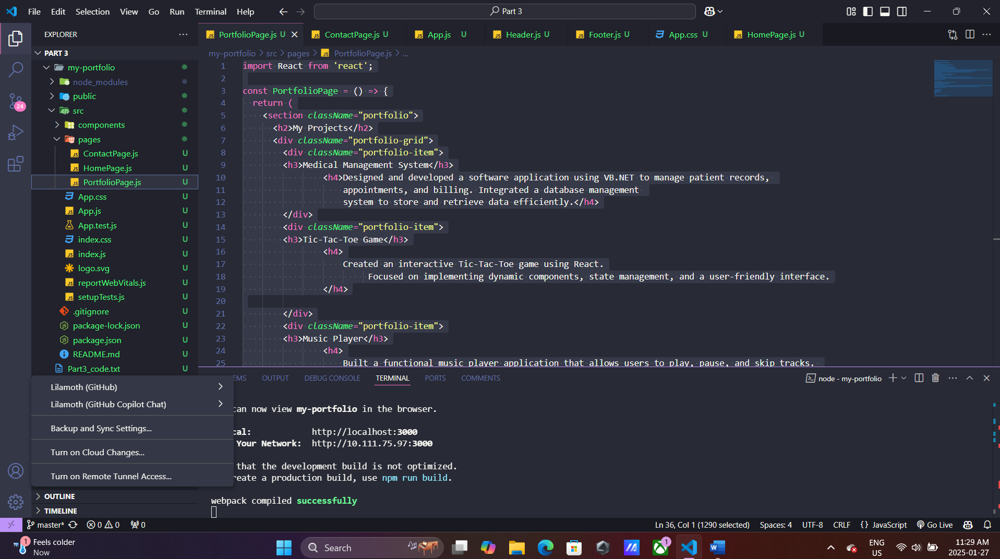 File Edit Selection View Go Run Terminal Help
Part 3
EXPLORER
PART 3
my-portfolio
node_modules
public
24
src
components
pages
ContactPage.js U
HomePage.js U
PortfolioPage.js U
App.css U
App.js U
App.test.js U
index.css U
index.js U
logo.svg U
reportWebVitals.js U
setupTests.js U
.gitignore U
package-lock.json U
package.json U
README.md U
Part3_code.txt U
Lilamoth (GitHub)
Lilamoth (GitHub Copilot Chat)
Backup and Sync Settings...
Turn on Cloud Changes...
Turn on Remote Tunnel Access...
OUTLINE
TIMELINE
PortfolioPage.js U ContactPage.js U App.js U Header.js U Footer.js U App.css U HomePage.js U
my-portfolio > src > pages > PortfolioPage.js > ...
1 import React from 'react';
2
3 const PortfolioPage = () => {
4 return (
5 <section className="portfolio">
6 <h2>My Projects</h2>
7 <div className="portfolio-grid">
8 <div className="portfolio-item">
9 <h3>Medical Management System</h3>
10 <h4>Designed and developed a software application using VB.NET to manage patient records,
11 appointments, and billing. Integrated a database management
12 system to store and retrieve data efficiently.</h4>
13 </div>
14 <div className="portfolio-item">
15 <h3>Tic-Tac-Toe Game</h3>
16 <h4>
17 Created an interactive Tic-Tac-Toe game using React.
18 Focused on implementing dynamic components, state management, and a user-friendly interface.
19 </h4>
20
21 </div>
22 <div className="portfolio-item">
23 <h3>Music Player</h3>
24 <h4>
25 Built a functional music player application that allows users to play, pause, and skip tracks.
EMS OUTPUT DEBUG CONSOLE TERMINAL PORTS COMMENTS
node - my-portfolio
can now view my-portfolio in the browser.
cal: http://localhost:3000
Your Network: http://10.111.75.97:3000
that the development build is not optimized.
reate a production build, use npm run build.
webpack compiled successfully
master* 0 0 0
Ln 36, Col 1 (1290 selected) Spaces: 4 UTF-8 CRLF {} JavaScript Go Live
1
Feels colder
Now
Search
1
ENG
US
11:29 AM
2025-01-27